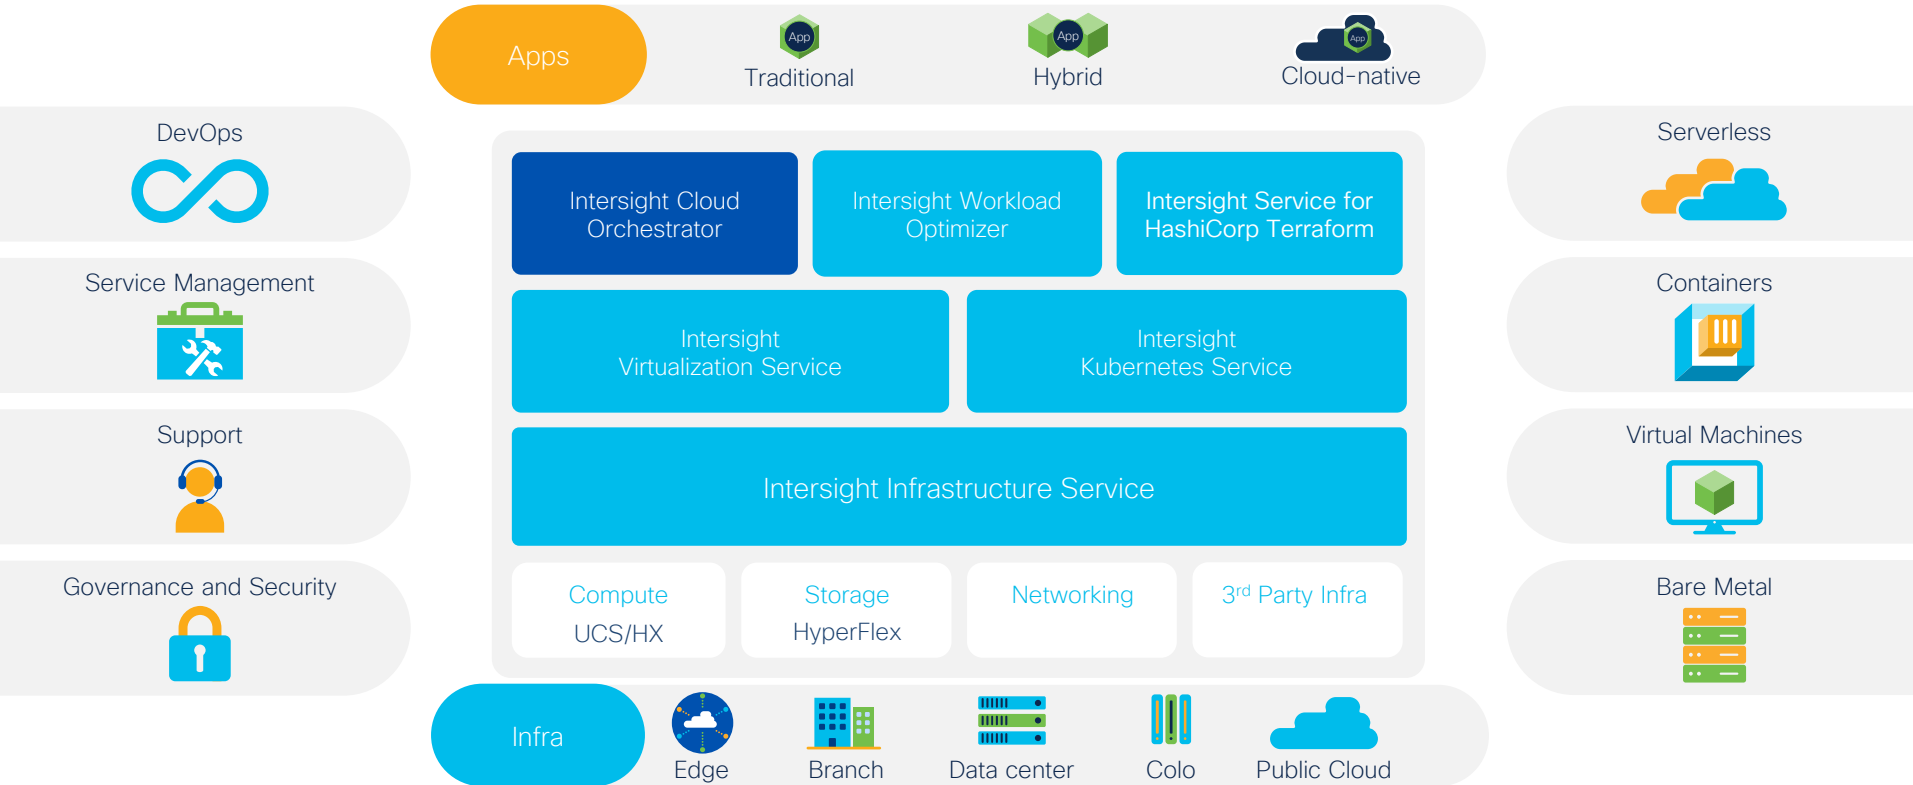 Apps
App
Traditional
App
Hybrid
App
Cloud-native
DevOps
Service Management
Support
Governance and Security
Intersight Cloud
Orchestrator
Intersight Workload
Optimizer
Intersight Service for
HashiCorp Terraform
Intersight
Virtualization Service
Intersight
Kubernetes Service
Intersight Infrastructure Service
Compute
UCS/HX
Storage
HyperFlex
Networking
3rd Party Infra
Serverless
Containers
Virtual Machines
Bare Metal
Infra
Edge
Branch
Data center
Colo
Public Cloud